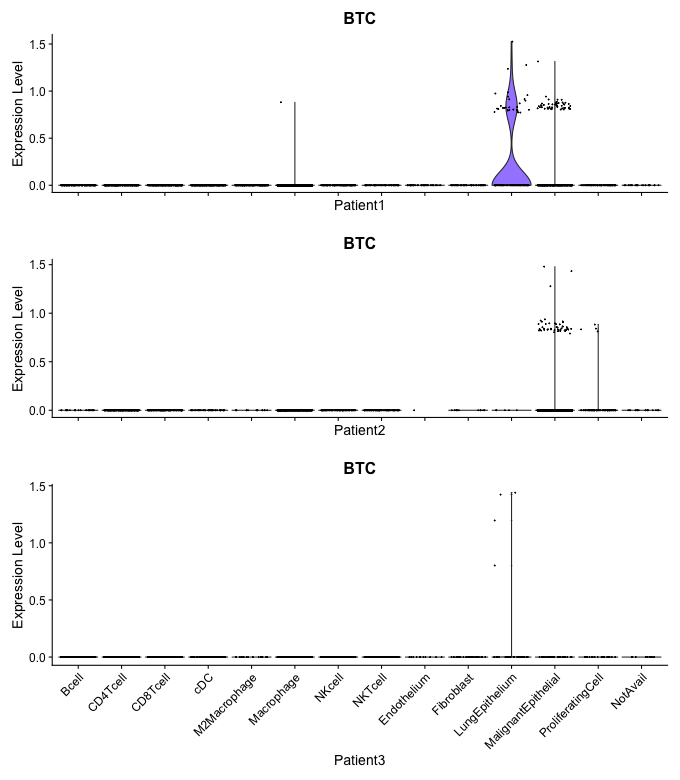 BTC
Expression Level
1.5
1.0
0.5
0.0
Patient1
BTC
Expression Level
1.5
1.0
0.5
0.0
Patient2
BTC
Expression Level
1.5
1.0
0.5
0.0
Bcell
CD4Tcell
CD8Tcell
cDC
M2Macrophage
Macrophage
NKcell
NKTcell
Endothelium
Fibroblast
LungEpithelium
MalignantEpithelial
ProliferatingCell
NotAvail
Patient3